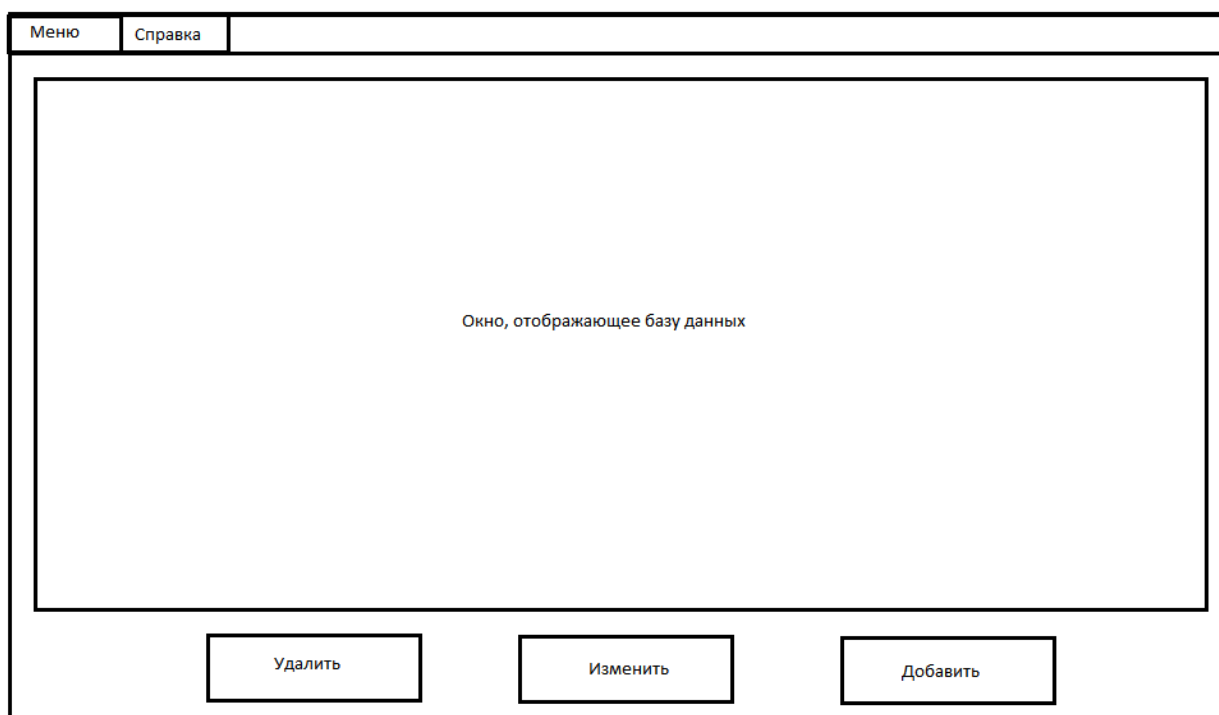 Меню
Справка
Окно, отображающее базу данных
Удалить
Изменить
Добавить